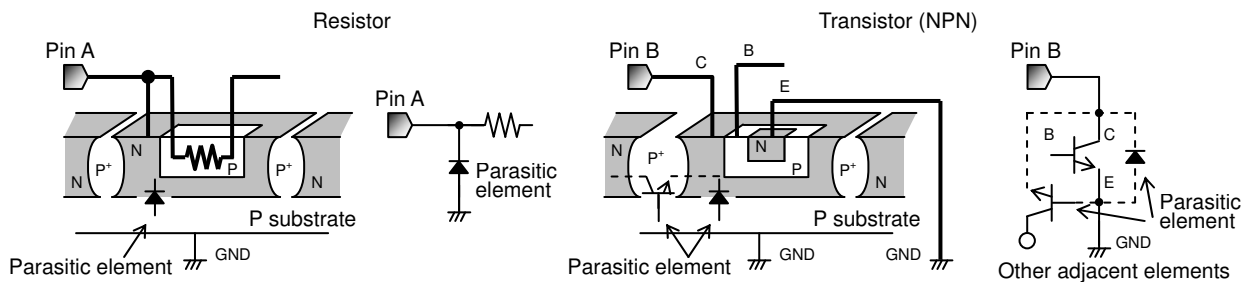 Resistor
Transistor (NPN)
Pin A
N
N
P+
P
P+
N
P substrate
GND
Parasitic element
Pin A
Parasitic
element
Pin B
C
B
E
N
P+
N
P
P+
N
P substrate
GND
GND
Parasitic element
Pin B
B
C
E
Parasitic
element
GND
Other adjacent elements